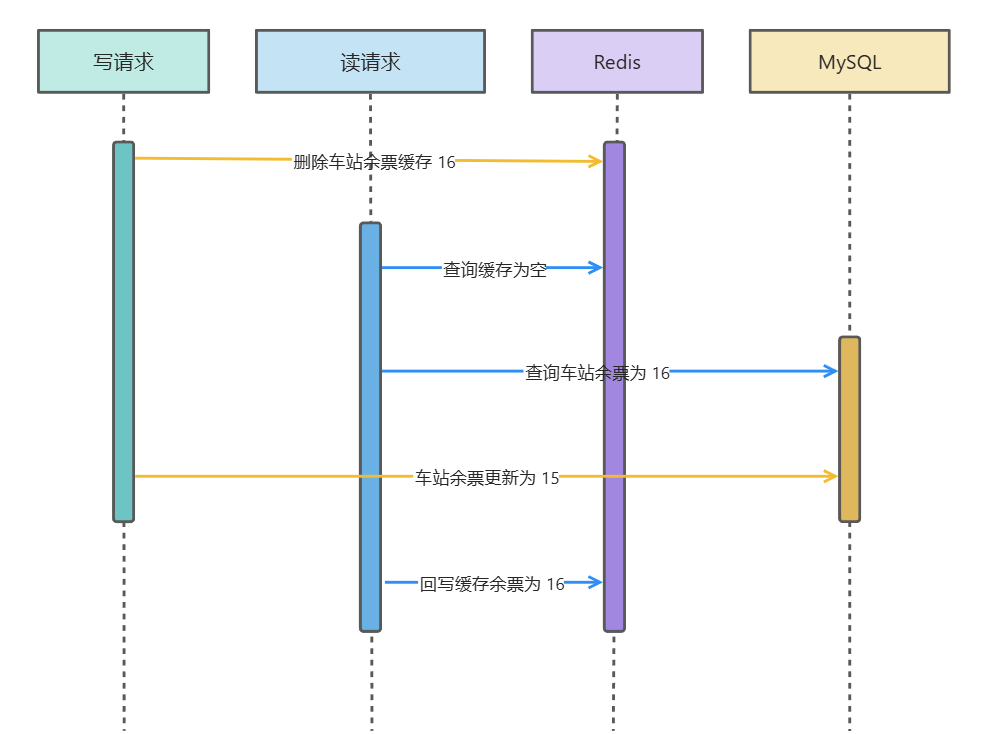 写请求
读请求
Redis
MySQL
删除车站余票缓存 16
查询缓存为空
查询车站余票为 16
车站余票更新为 15
回写缓存余票为 16